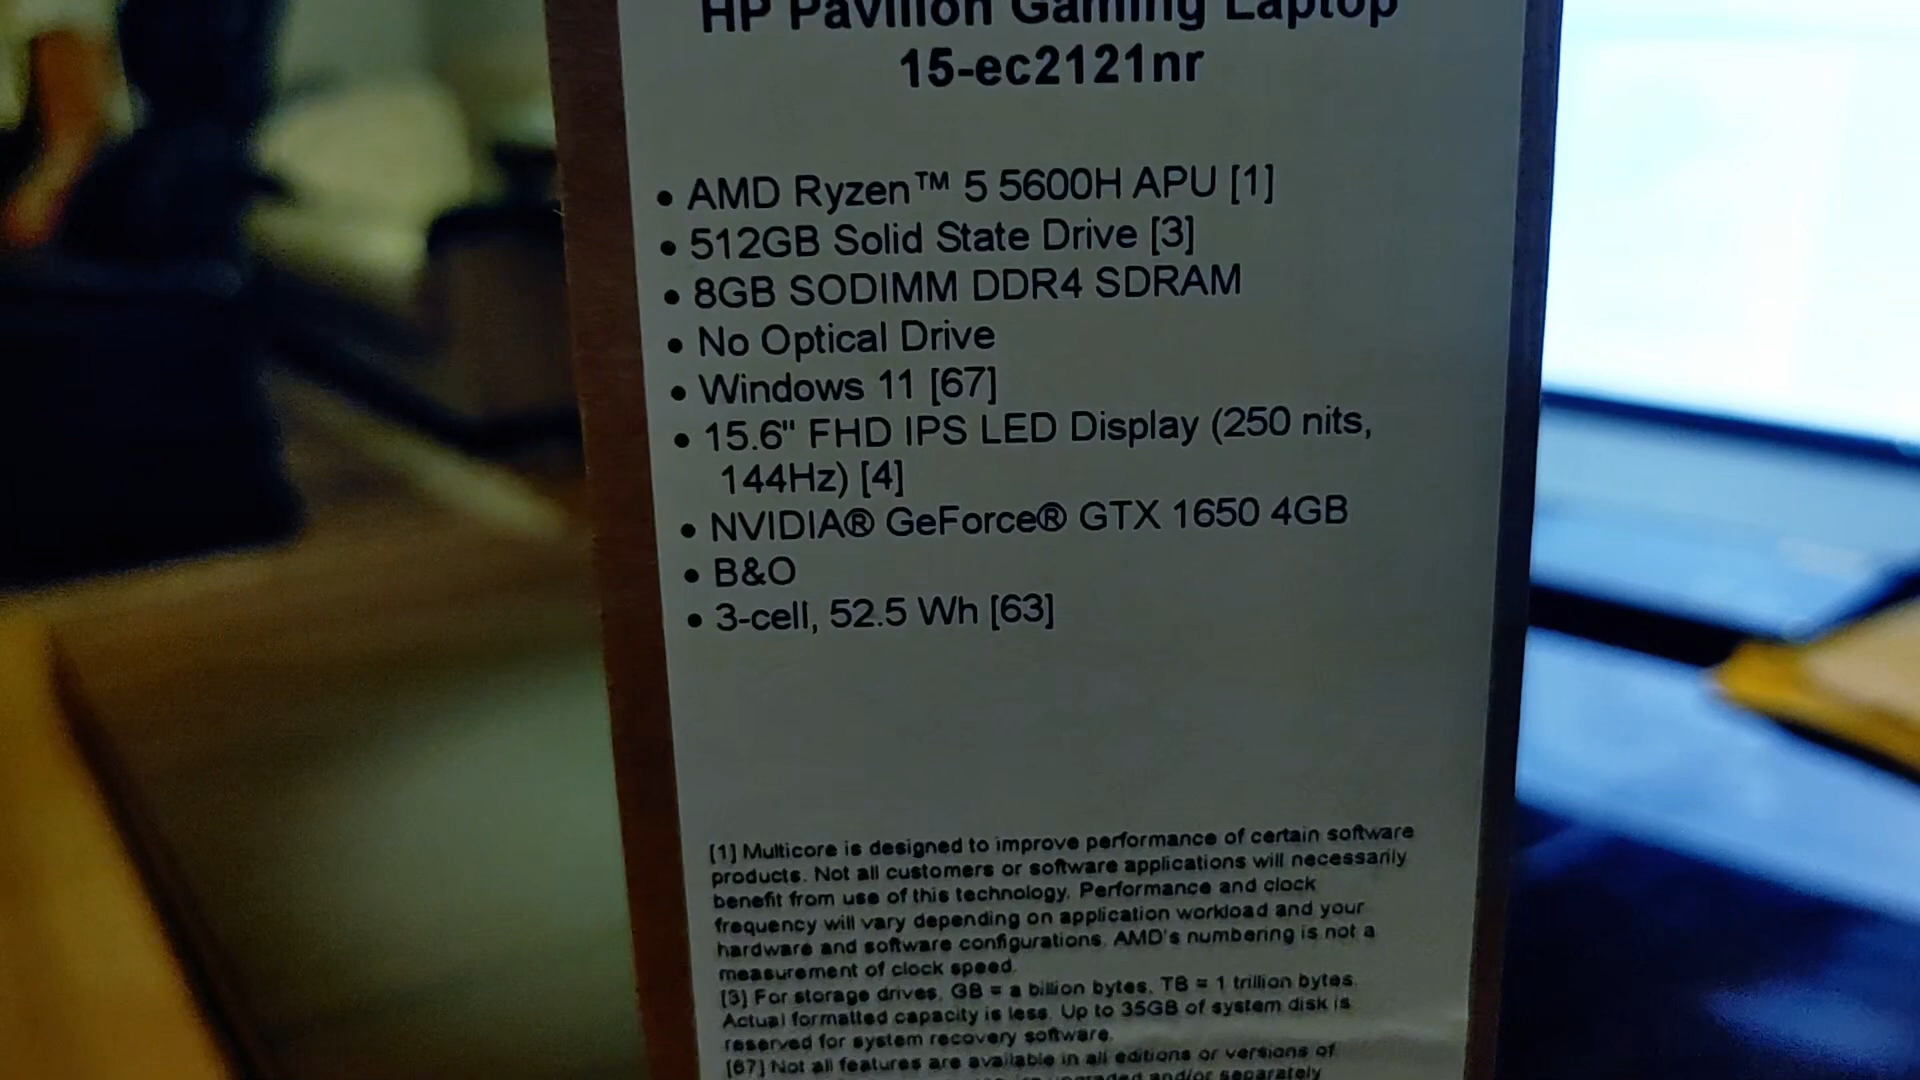 HP Pavilion Gaming Laptop
15-ec2121nr
• AMD Ryzen™ 5 5600H APU [1]
• 512GB Solid State Drive [3]
• 8GB SODIMM DDR4 SDRAM
• No Optical Drive
• Windows 11 [67]
• 15.6" FHD IPS LED Display (250 nits,
144Hz) [4]
• NVIDIA® GeForce® GTX 1650 4GB
• B&O
• 3-cell, 52.5 Wh [63]
[1] Multicore is designed to improve performance of certain software
products. Not all customers or software applications will necessarily
benefit from use of this technology. Performance and clock
frequency will vary depending on application workload and your
hardware and software configurations. AMD's numbering is not a
measurement of clock speed.
[3] For storage drives, GB = a billion bytes. TB = 1 trillion bytes.
Actual formatted capacity is less. Up to 35GB of system disk is
reserved for system recovery software.
[67] Not all features are available in all editions or versions of
upgraded and/or separately